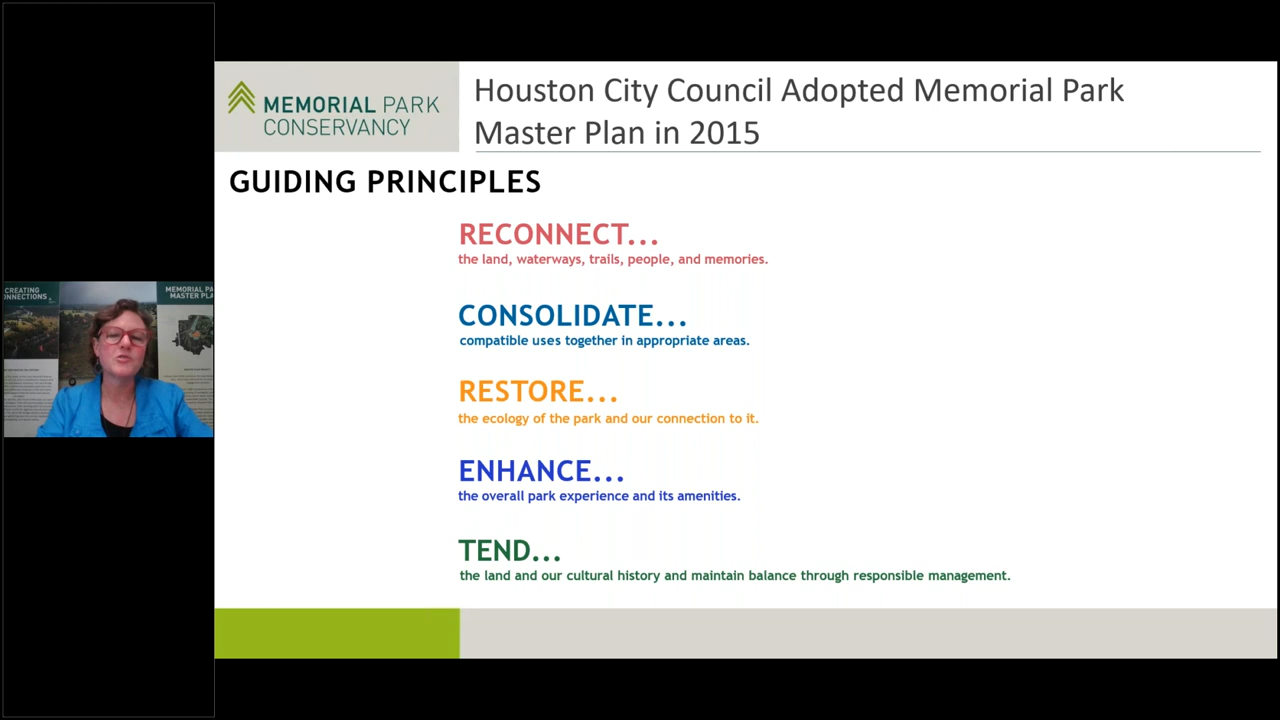 MEMORIAL PARK
CONSERVANCY
Houston City Council Adopted Memorial Park
Master Plan in 2015
GUIDING PRINCIPLES
RECONNECT...
the land, waterways, trails, people, and memories.
CONSOLIDATE...
compatible uses together in appropriate areas.
RESTORE...
the ecology of the park and our connection to it.
ENHANCE...
the overall park experience and its amenities.
TEND...
the land and our cultural history and maintain balance through responsible management.
CREATING
ONNECTIONS
MEMORIAL PA
MASTER PLA